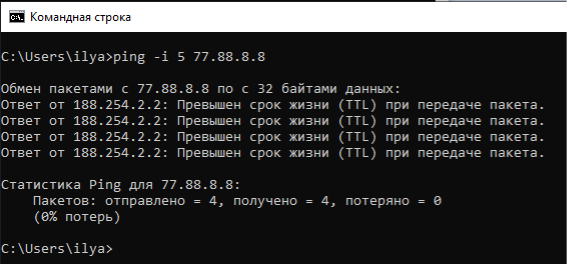 Командная строка
C:\Users\ilya>ping -i 5 77.88.8.8
Обмен пакетами с 77.88.8.8 по с 32 байтами данных:
Ответ от 188.254.2.2: Превышен срок жизни (TTL) при передаче пакета.
Ответ от 188.254.2.2: Превышен срок жизни (TTL) при передаче пакета.
Ответ от 188.254.2.2: Превышен срок жизни (TTL) при передаче пакета.
Ответ от 188.254.2.2: Превышен срок жизни (TTL) при передаче пакета.
Статистика Ping для 77.88.8.8:
Пакетов: отправлено = 4, получено = 4, потеряно = 0
(0% потерь)
C:\Users\ilya>